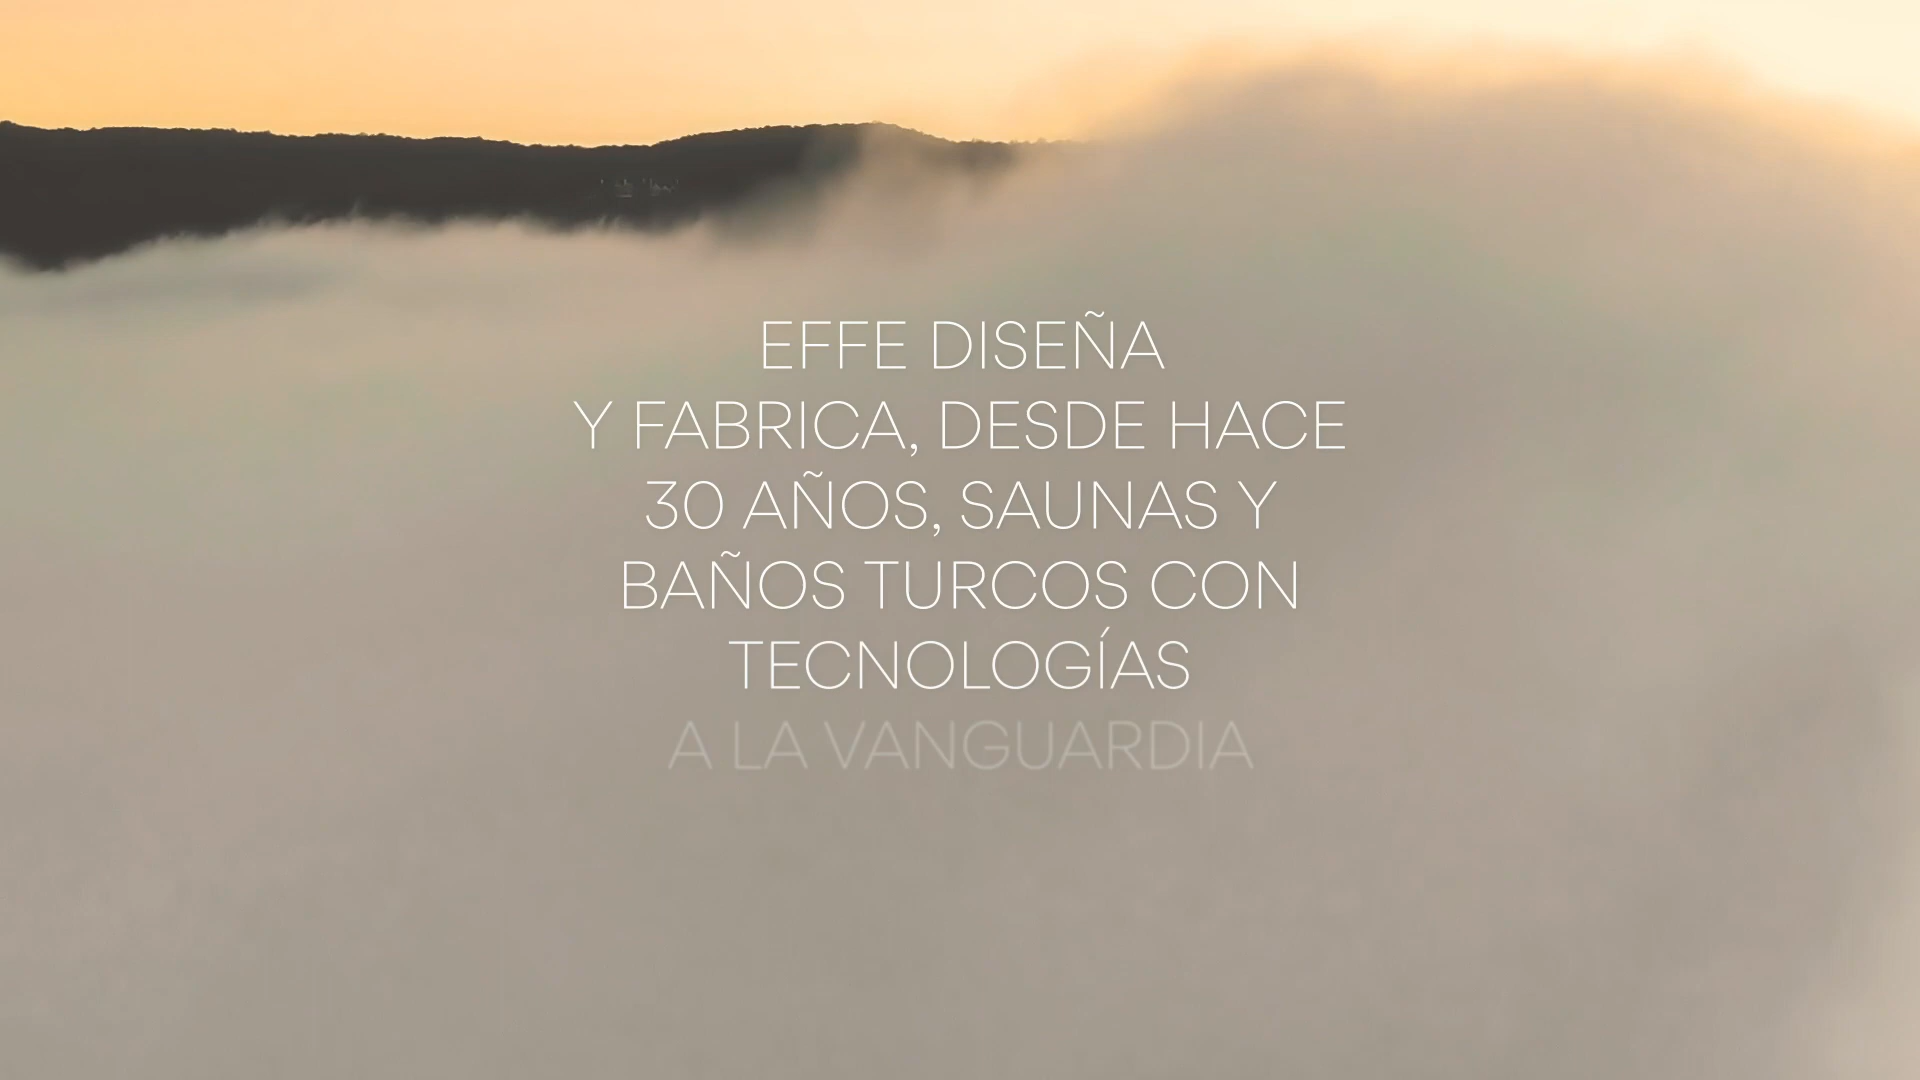 EFFE DISEÑA
Y FABRICA, DESDE HACE
30 AÑOS, SAUNAS Y
BAÑOS TURCOS CON
TECNOLOGÍAS
A LA VANGUARDIA